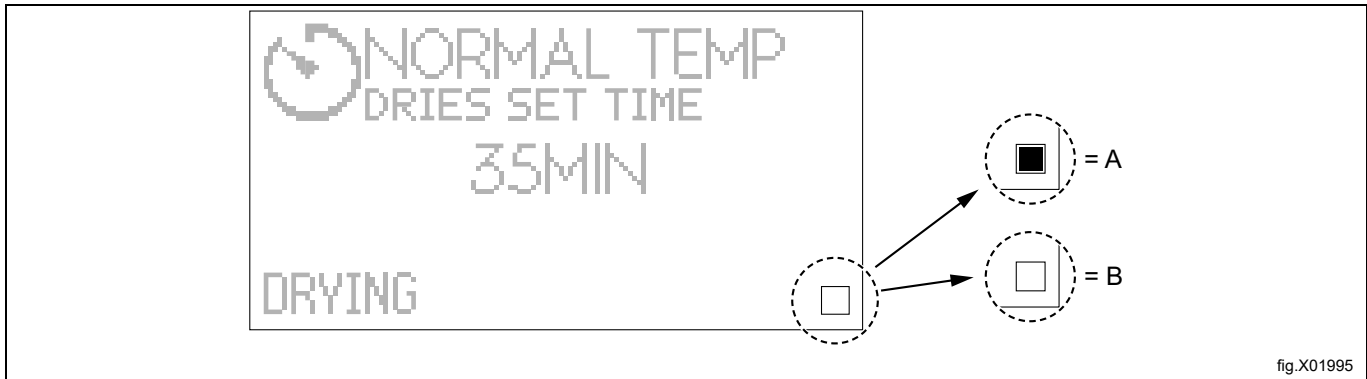 NORMAL TEMP
DRIES SET TIME
35MIN
DRYING
= A
= B
fig.X01995